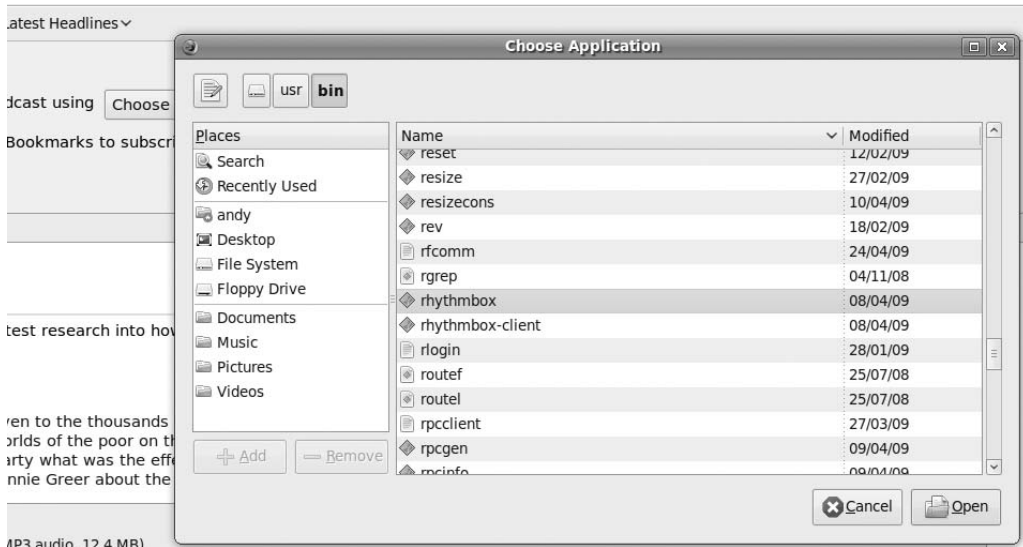 Latest Headlines
Choose Application
usr bin
dcast using Choose
Bookmarks to subscri
Places
Search
Recently Used
andy
Desktop
File System
Floppy Drive
Documents
Music
Pictures
Videos
Add Remove
Name Modified
reset 12/02/09
resize 27/02/09
resizecons 10/04/09
rev 18/02/09
rfcomm 24/04/09
rgrep 04/11/08
rhythmbox 08/04/09
rhythmbox-client 08/04/09
rlogin 28/01/09
routef 25/07/08
routel 25/07/08
rpcclient 27/03/09
rpcgen 09/04/09
rpcinfo 09/04/09
Cancel Open
test research into how
ven to the thousands
orlds of the poor on th
arty what was the effe
nnie Greer about the
MP3 audio, 12.4 MB)